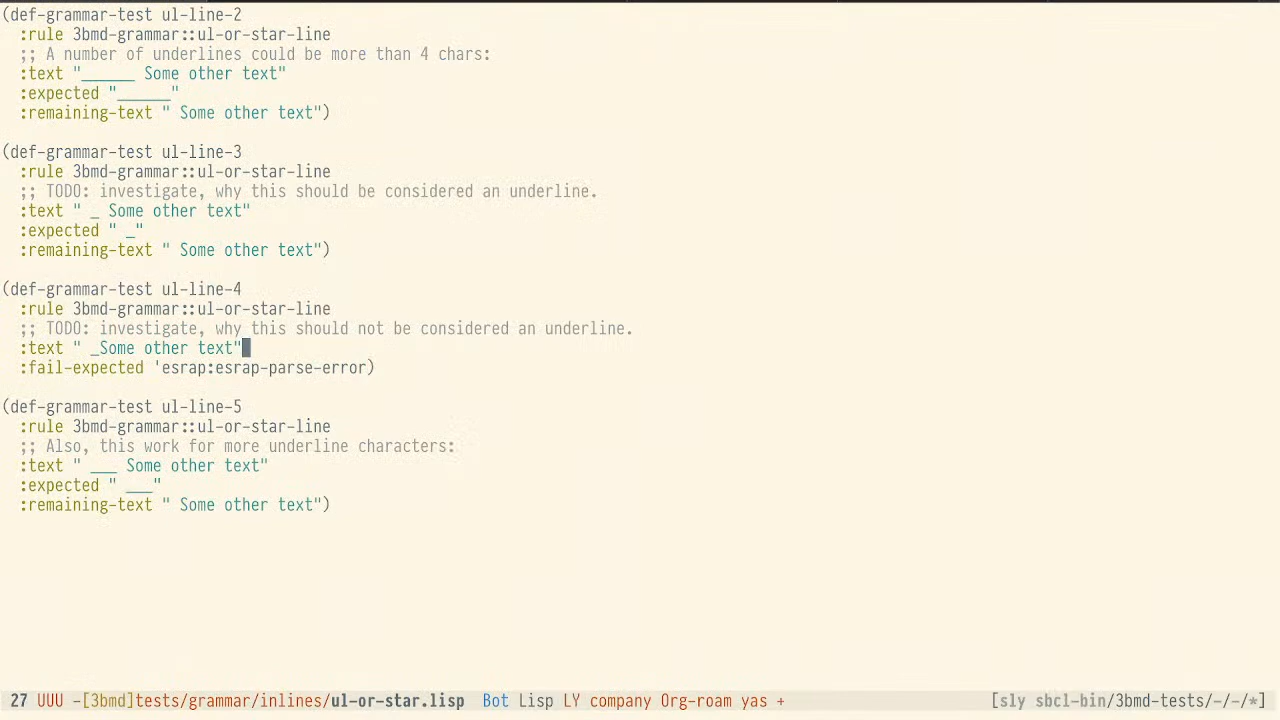 (def-grammar-test ul-line-2
  :rule 3bmd-grammar::ul-or-star-line
  ;; A number of underlines could be more than 4 chars:
  :text "______ Some other text"
  :expected "______"
  :remaining-text " Some other text")

(def-grammar-test ul-line-3
  :rule 3bmd-grammar::ul-or-star-line
  ;; TODO: investigate, why this should be considered an underline.
  :text " _ Some other text"
  :expected " _"
  :remaining-text " Some other text")

(def-grammar-test ul-line-4
  :rule 3bmd-grammar::ul-or-star-line
  ;; TODO: investigate, why this should not be considered an underline.
  :text " _Some other text"
  :fail-expected 'esrap:esrap-parse-error)

(def-grammar-test ul-line-5
  :rule 3bmd-grammar::ul-or-star-line
  ;; Also, this work for more underline characters:
  :text " ___ Some other text"
  :expected " ___"
  :remaining-text " Some other text")

27 UUU -[3bmd]tests/grammar/inlines/ul-or-star.lisp  Bot Lisp LY company Org-roam yas + [sly sbcl-bin/3bmd-tests/-/-/*]